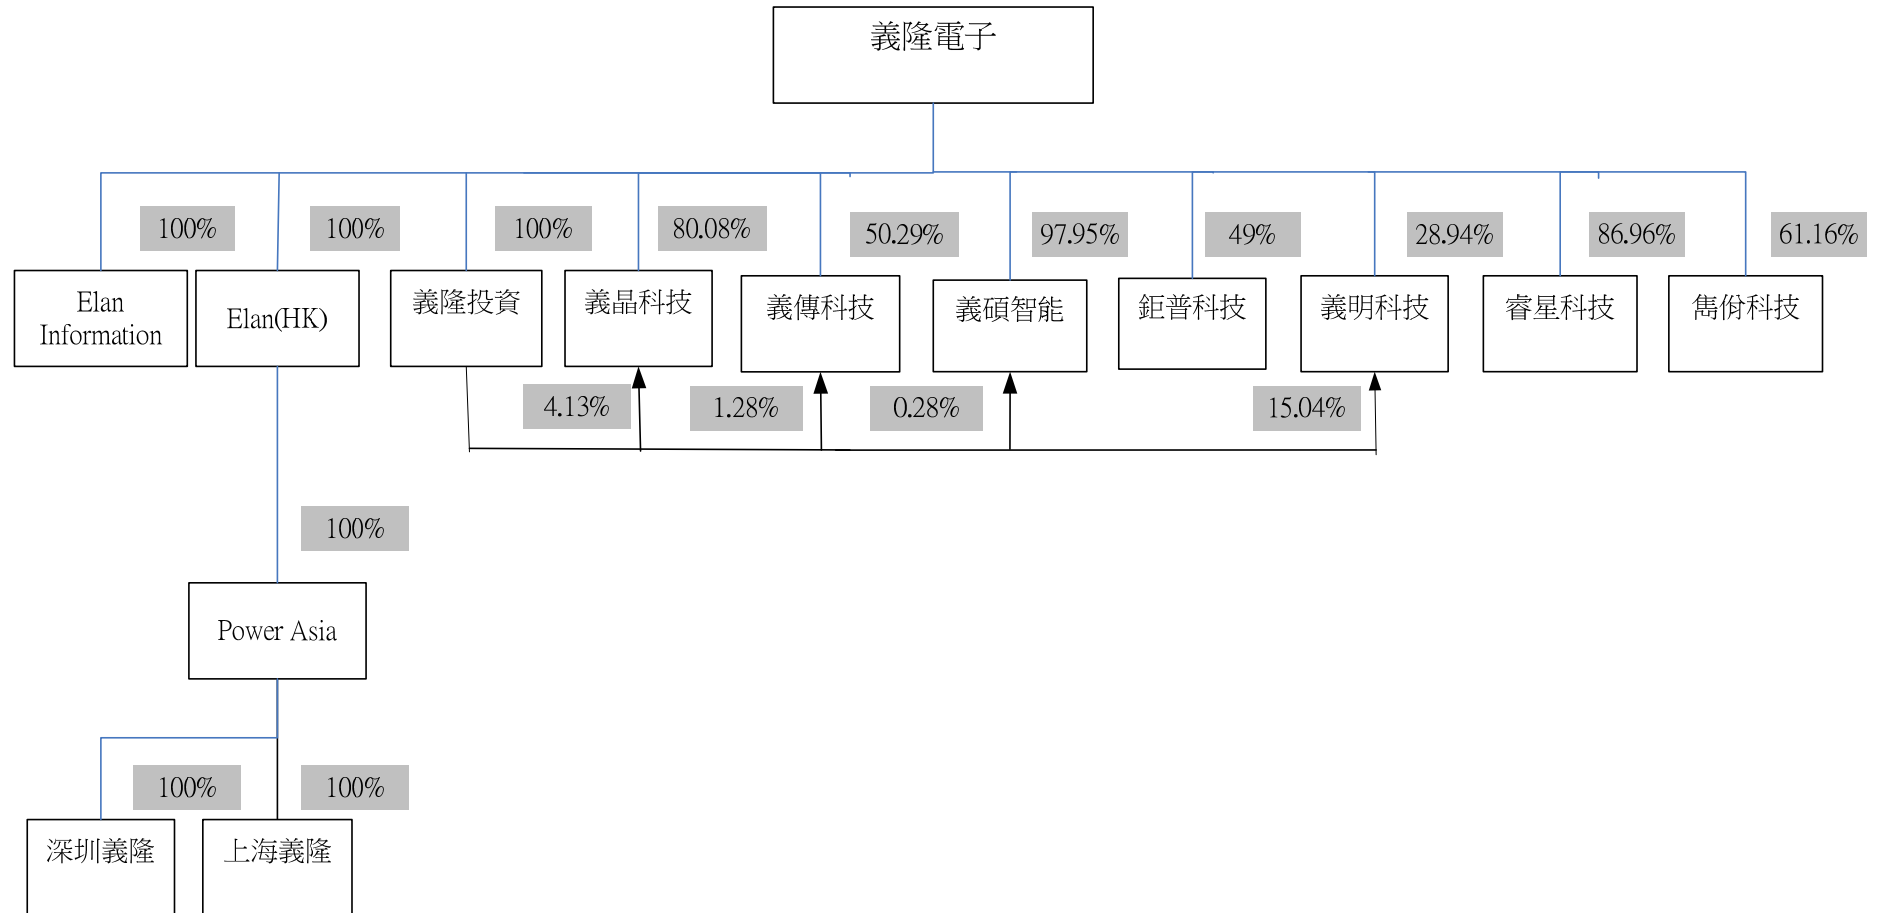 義隆電子
100%
100%
100%
80.08%
50.29%
97.95%
49%
28.94%
86.96%
61.16%
Elan
Information
Elan(HK)
義隆投資
義晶科技
義傳科技
義碩智能
鉅普科技
義明科技
睿星科技
雋佾科技
4.13%
1.28%
0.28%
15.04%
100%
Power Asia
100%
100%
深圳義隆
上海義隆